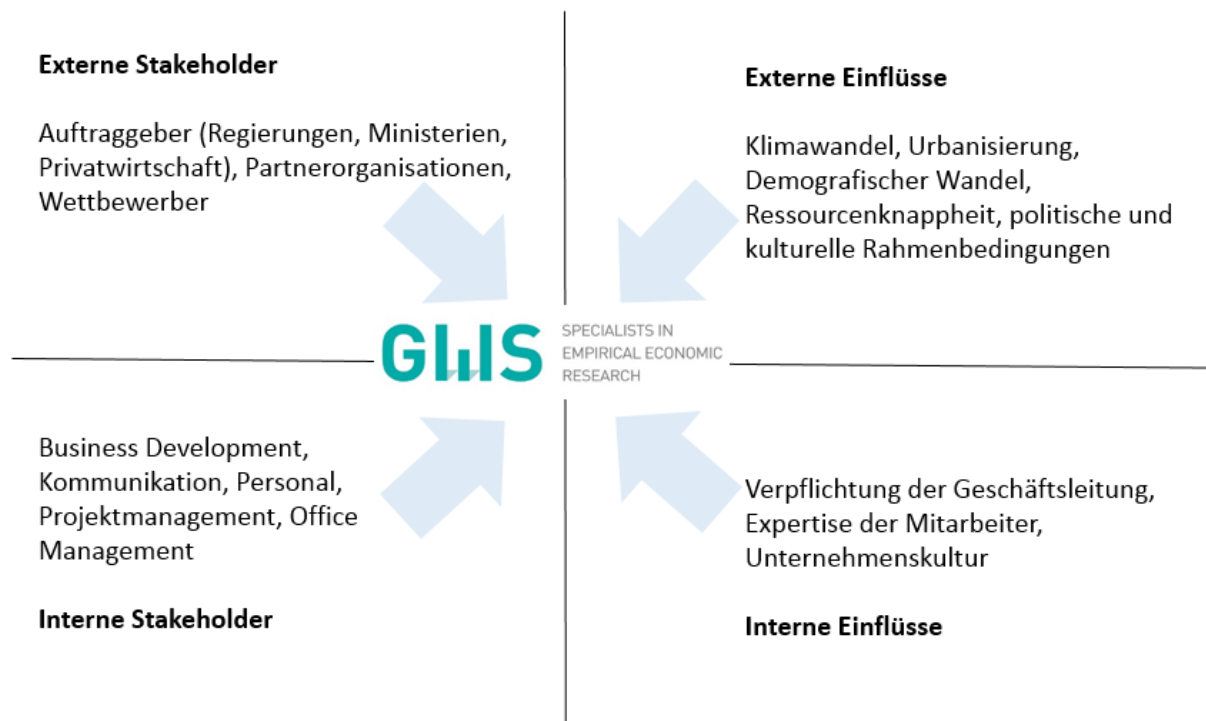 Externe Stakeholder
Auftraggeber (Regierungen, Ministerien,
Privatwirtschaft), Partnerorganisationen,
Wettbewerber
Externe Einflüsse
Klimawandel, Urbanisierung,
Demografischer Wandel,
Ressourcenknappheit, politische und
kulturelle Rahmenbedingungen
GWS
SPECIALISTS IN
EMPIRICAL ECONOMIC
RESEARCH
Business Development,
Kommunikation, Personal,
Projektmanagement, Office
Management
Interne Stakeholder
Verpflichtung der Geschäftsleitung,
Expertise der Mitarbeiter,
Unternehmenskultur
Interne Einflüsse